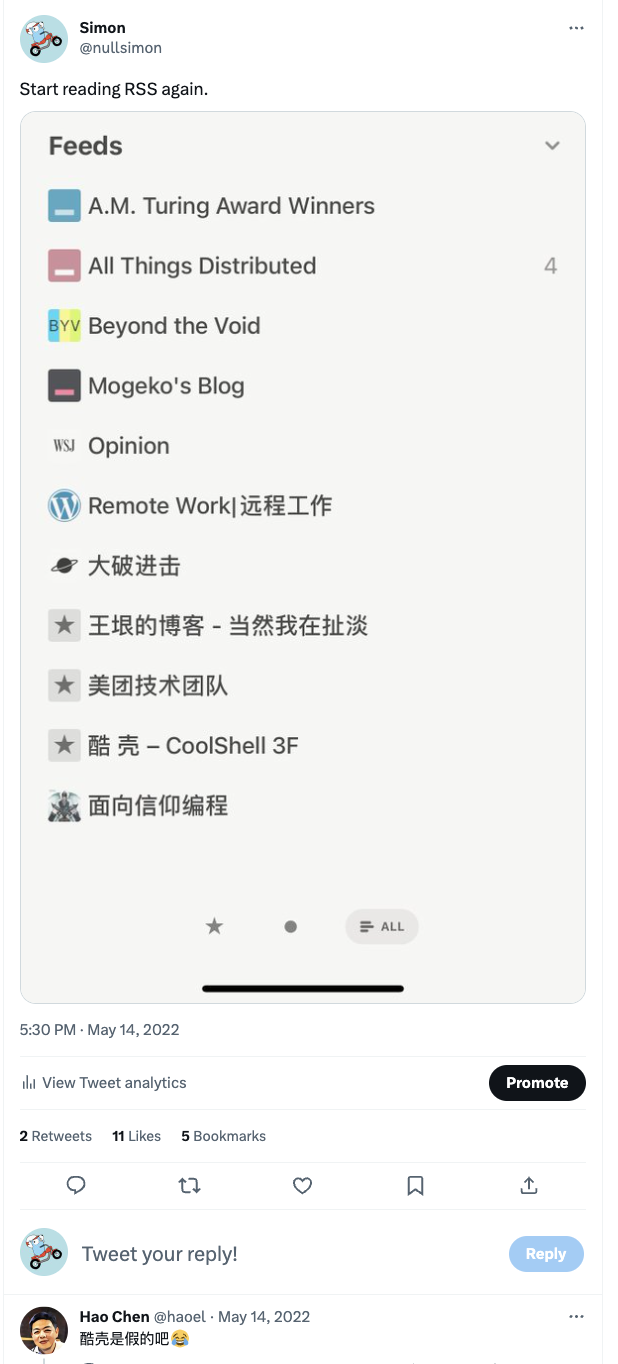 Simon
@nullsimon
Start reading RSS again.
Feeds
A.M. Turing Award Winners
All Things Distributed 4
BYV Beyond the Void
Mogeko's Blog
WSJ Opinion
Remote Work|远程工作
大破进击
王垠的博客 - 当然我在扯淡
美团技术团队
酷 壳 – CoolShell 3F
面向信仰编程
ALL
5:30 PM · May 14, 2022
View Tweet analytics Promote
2 Retweets 11 Likes 5 Bookmarks
Tweet your reply! Reply
Hao Chen @haoel · May 14, 2022
酷壳是假的吧😂